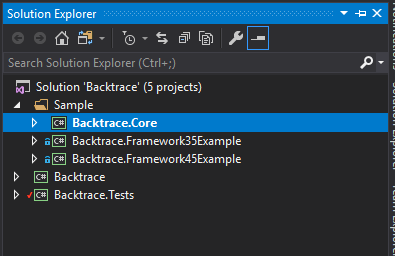 Solution Explorer
Search Solution Explorer (Ctrl+;)
Solution 'Backtrace' (5 projects)
Sample
C# Backtrace.Core
C# Backtrace.Framework35Example
C# Backtrace.Framework45Example
C# Backtrace
C# Backtrace.Tests